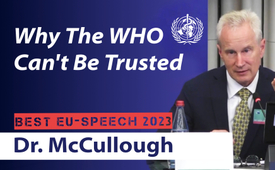 Why The WHO
Can't Be Trusted
BEST EU-SPEECH 2023
Dr. McCullough